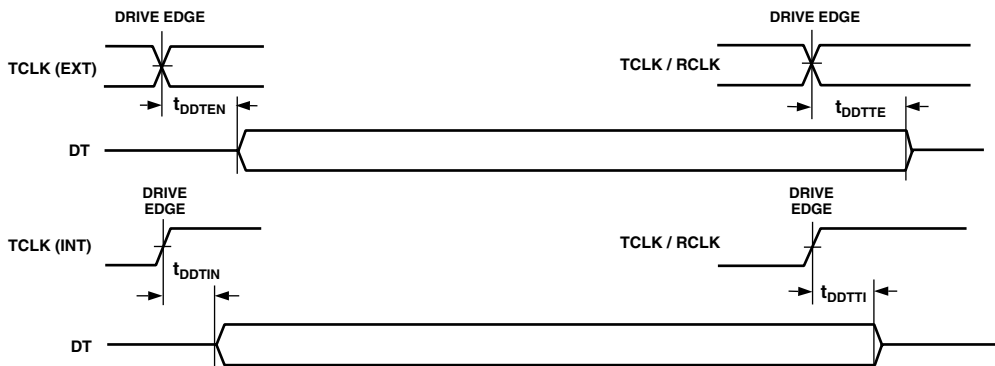 DRIVE EDGE
DRIVE EDGE
TCLK (EXT)
TCLK / RCLK
tDDTEN
tDDTTE
DT
DRIVE
EDGE
DRIVE
EDGE
TCLK (INT)
TCLK / RCLK
tDDTIN
tDDTTI
DT